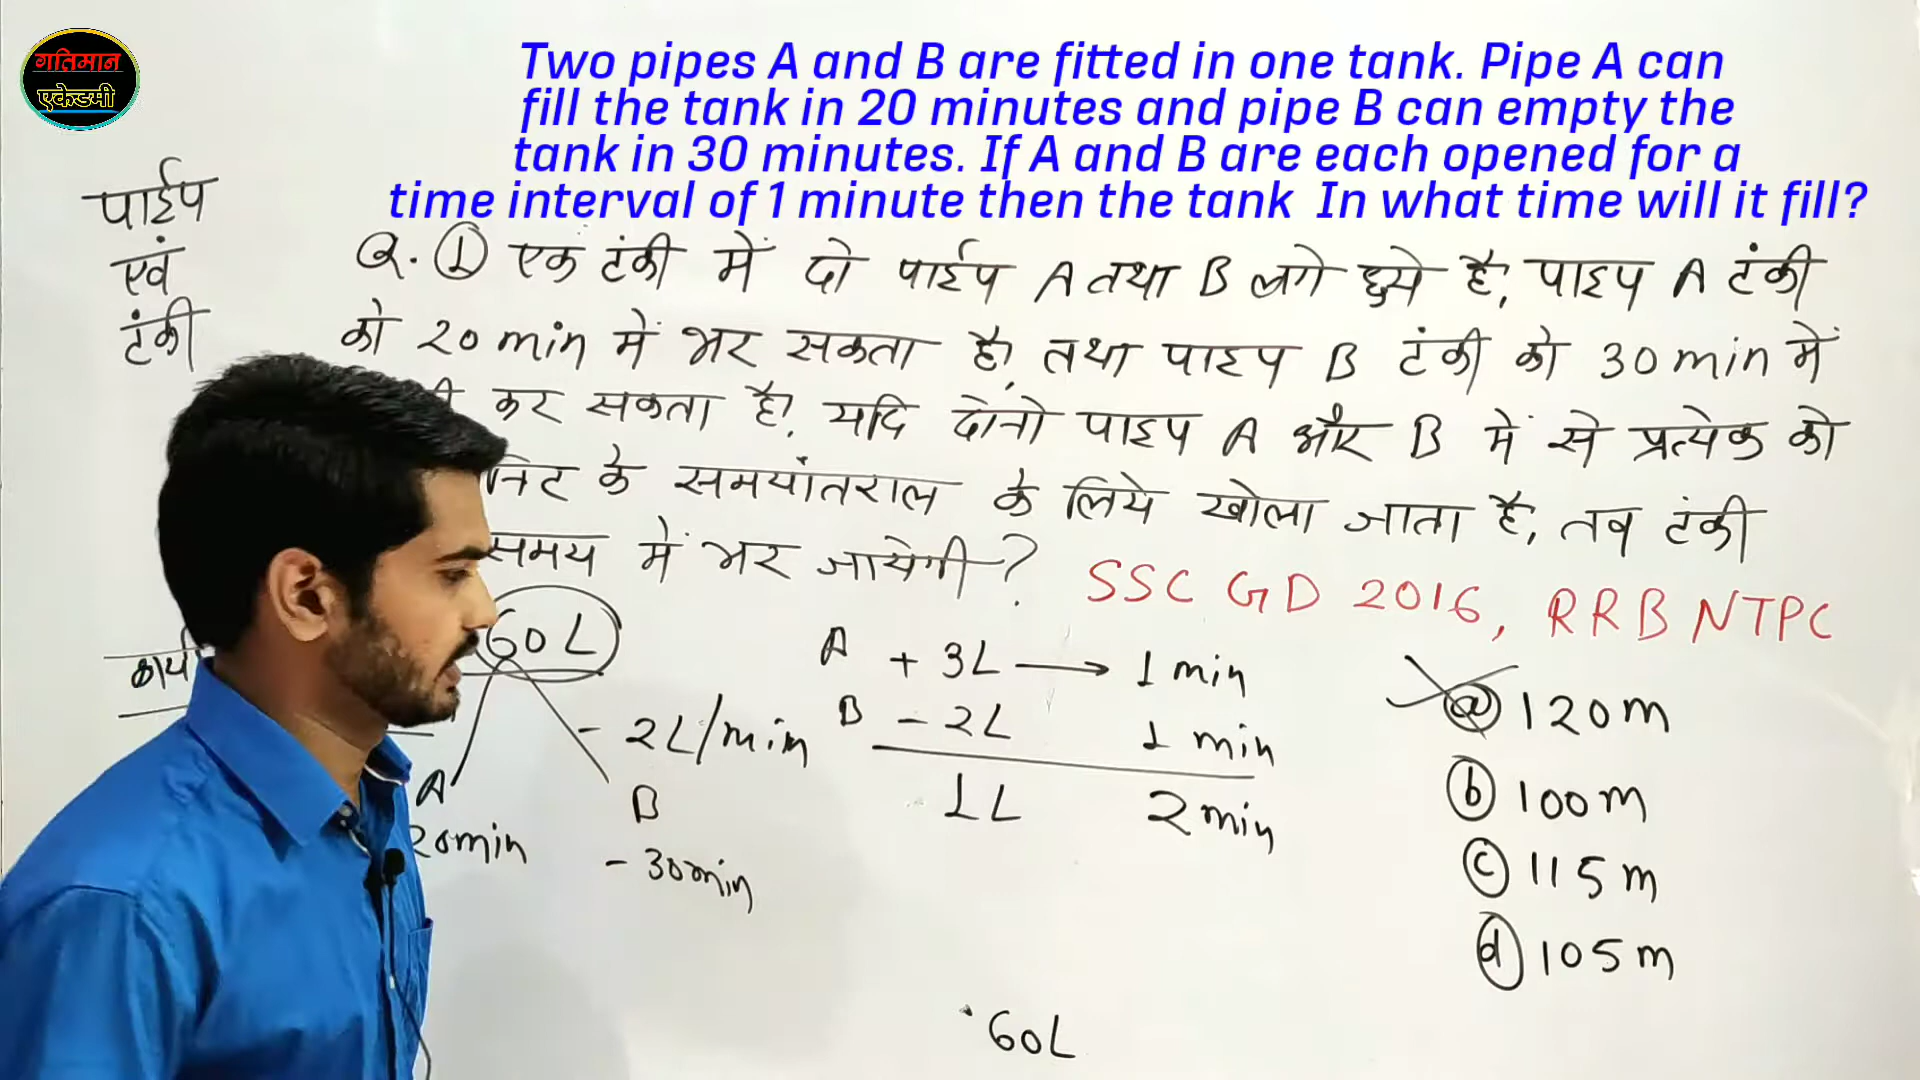 गतिमान
एकेडमी
Two pipes A and B are fitted in one tank. Pipe A can
fill the tank in 20 minutes and pipe B can empty the
tank in 30 minutes. If A and B are each opened for a
time interval of 1 minute then the tank In what time will it fill?
पाईप
एवं
टंकी
Q. ① एक टंकी में दो पाईप A तथा B लगे हुये है, पाइप A टंकी
को 20 min में भर सकता है, तथा पाइप B टंकी को 30 min में
कर सकता है, यदि दोनो पाइप A और B में से प्रत्येक को
के समयांतराल के लिये खोला जाता है, तब टंकी
समय में भर जायेगी?
SSC GD 2016, RRB NTPC
कार्य
60 L
- 2L/min
A
20min
B
- 30min
A + 3L → 1 min
B - 2L 1 min
1L 2 min
ⓐ 120m
ⓑ 100m
ⓒ 115m
ⓓ 105m
60L